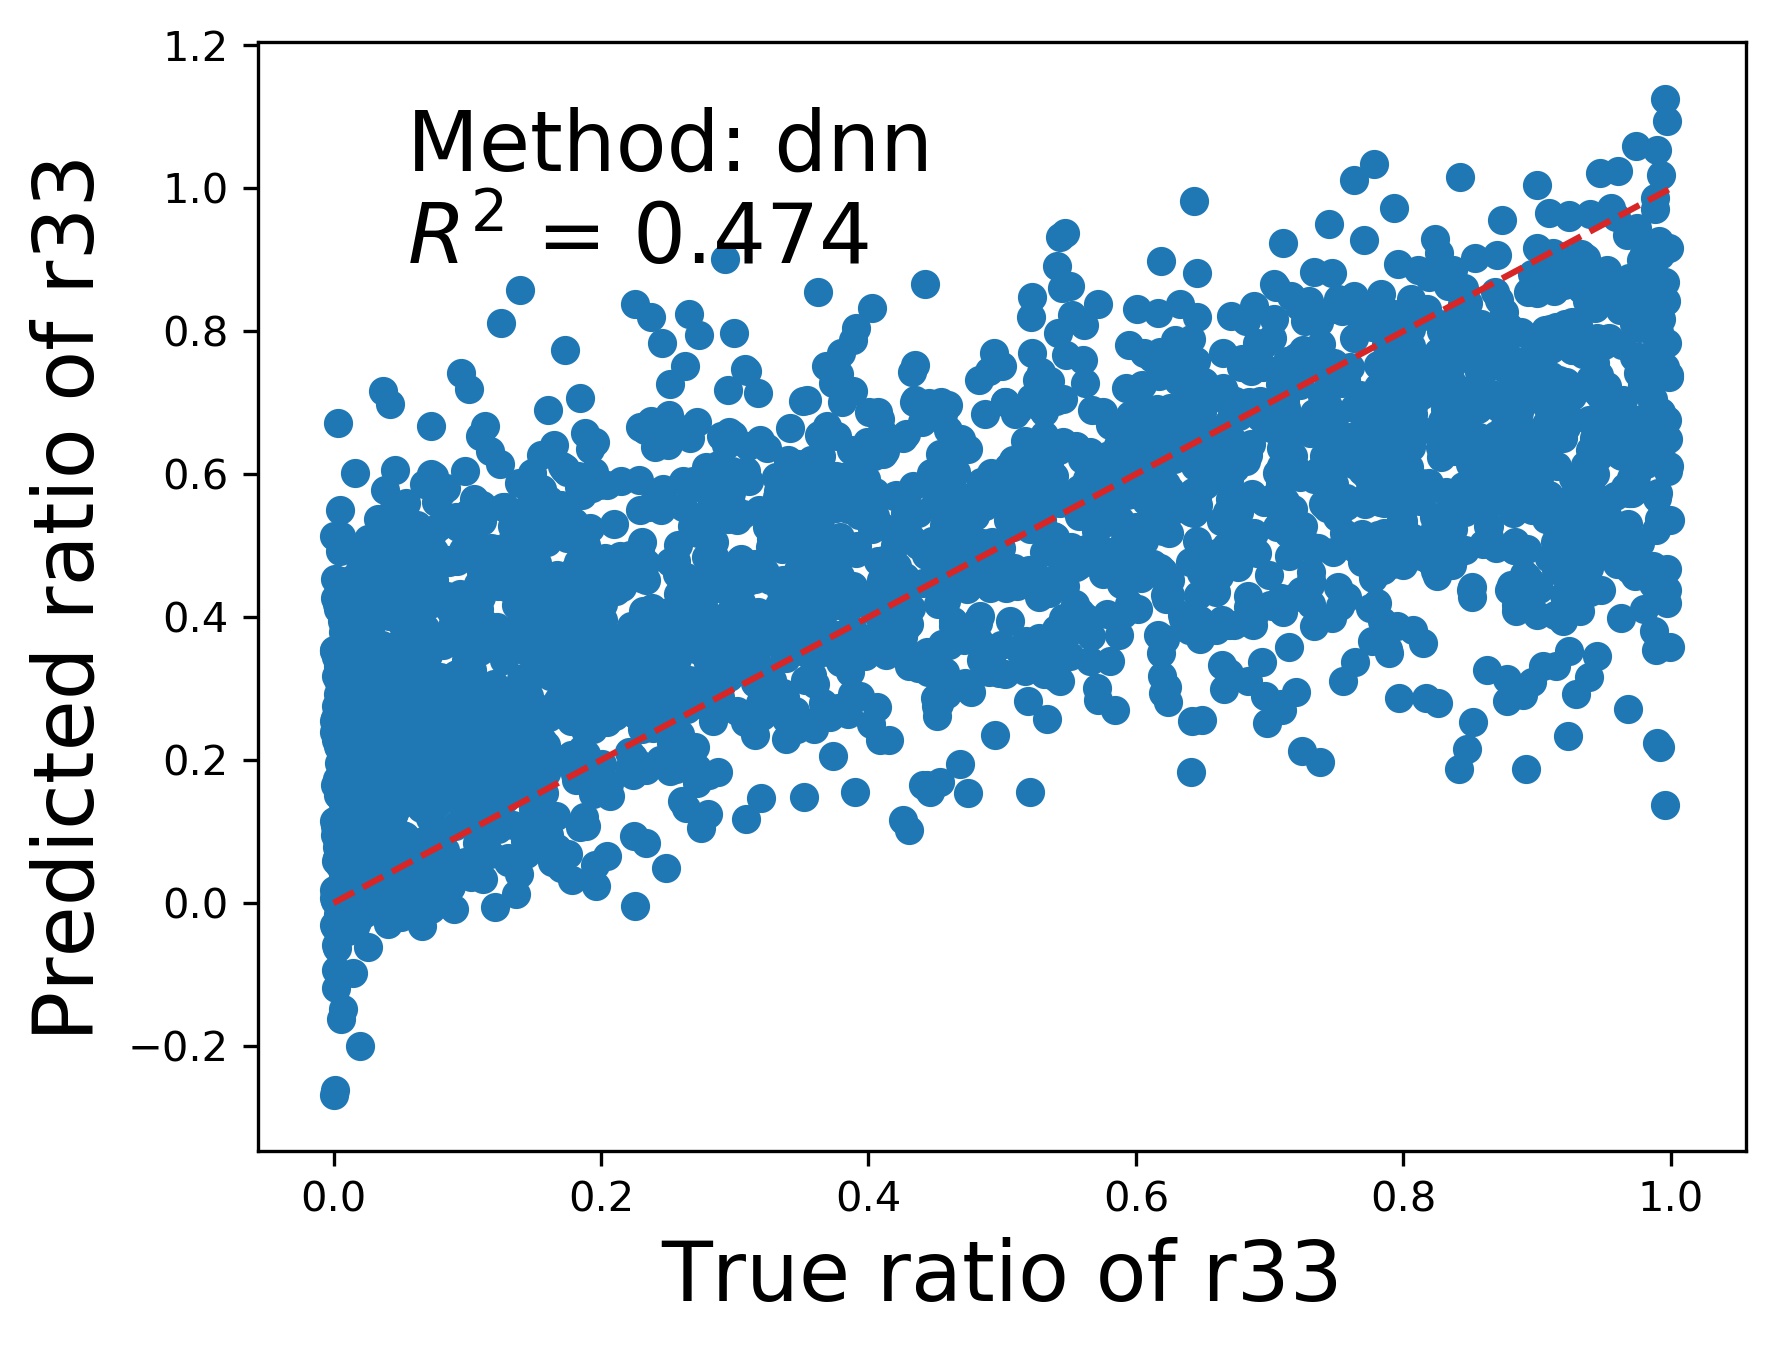 1.2
Method: dnn
1.0
R² = 0.474
0.8
0.6
0.4
0.2
0.0
−0.2
Predicted ratio of r33
0.0 0.2 0.4 0.6 0.8 1.0
True ratio of r33